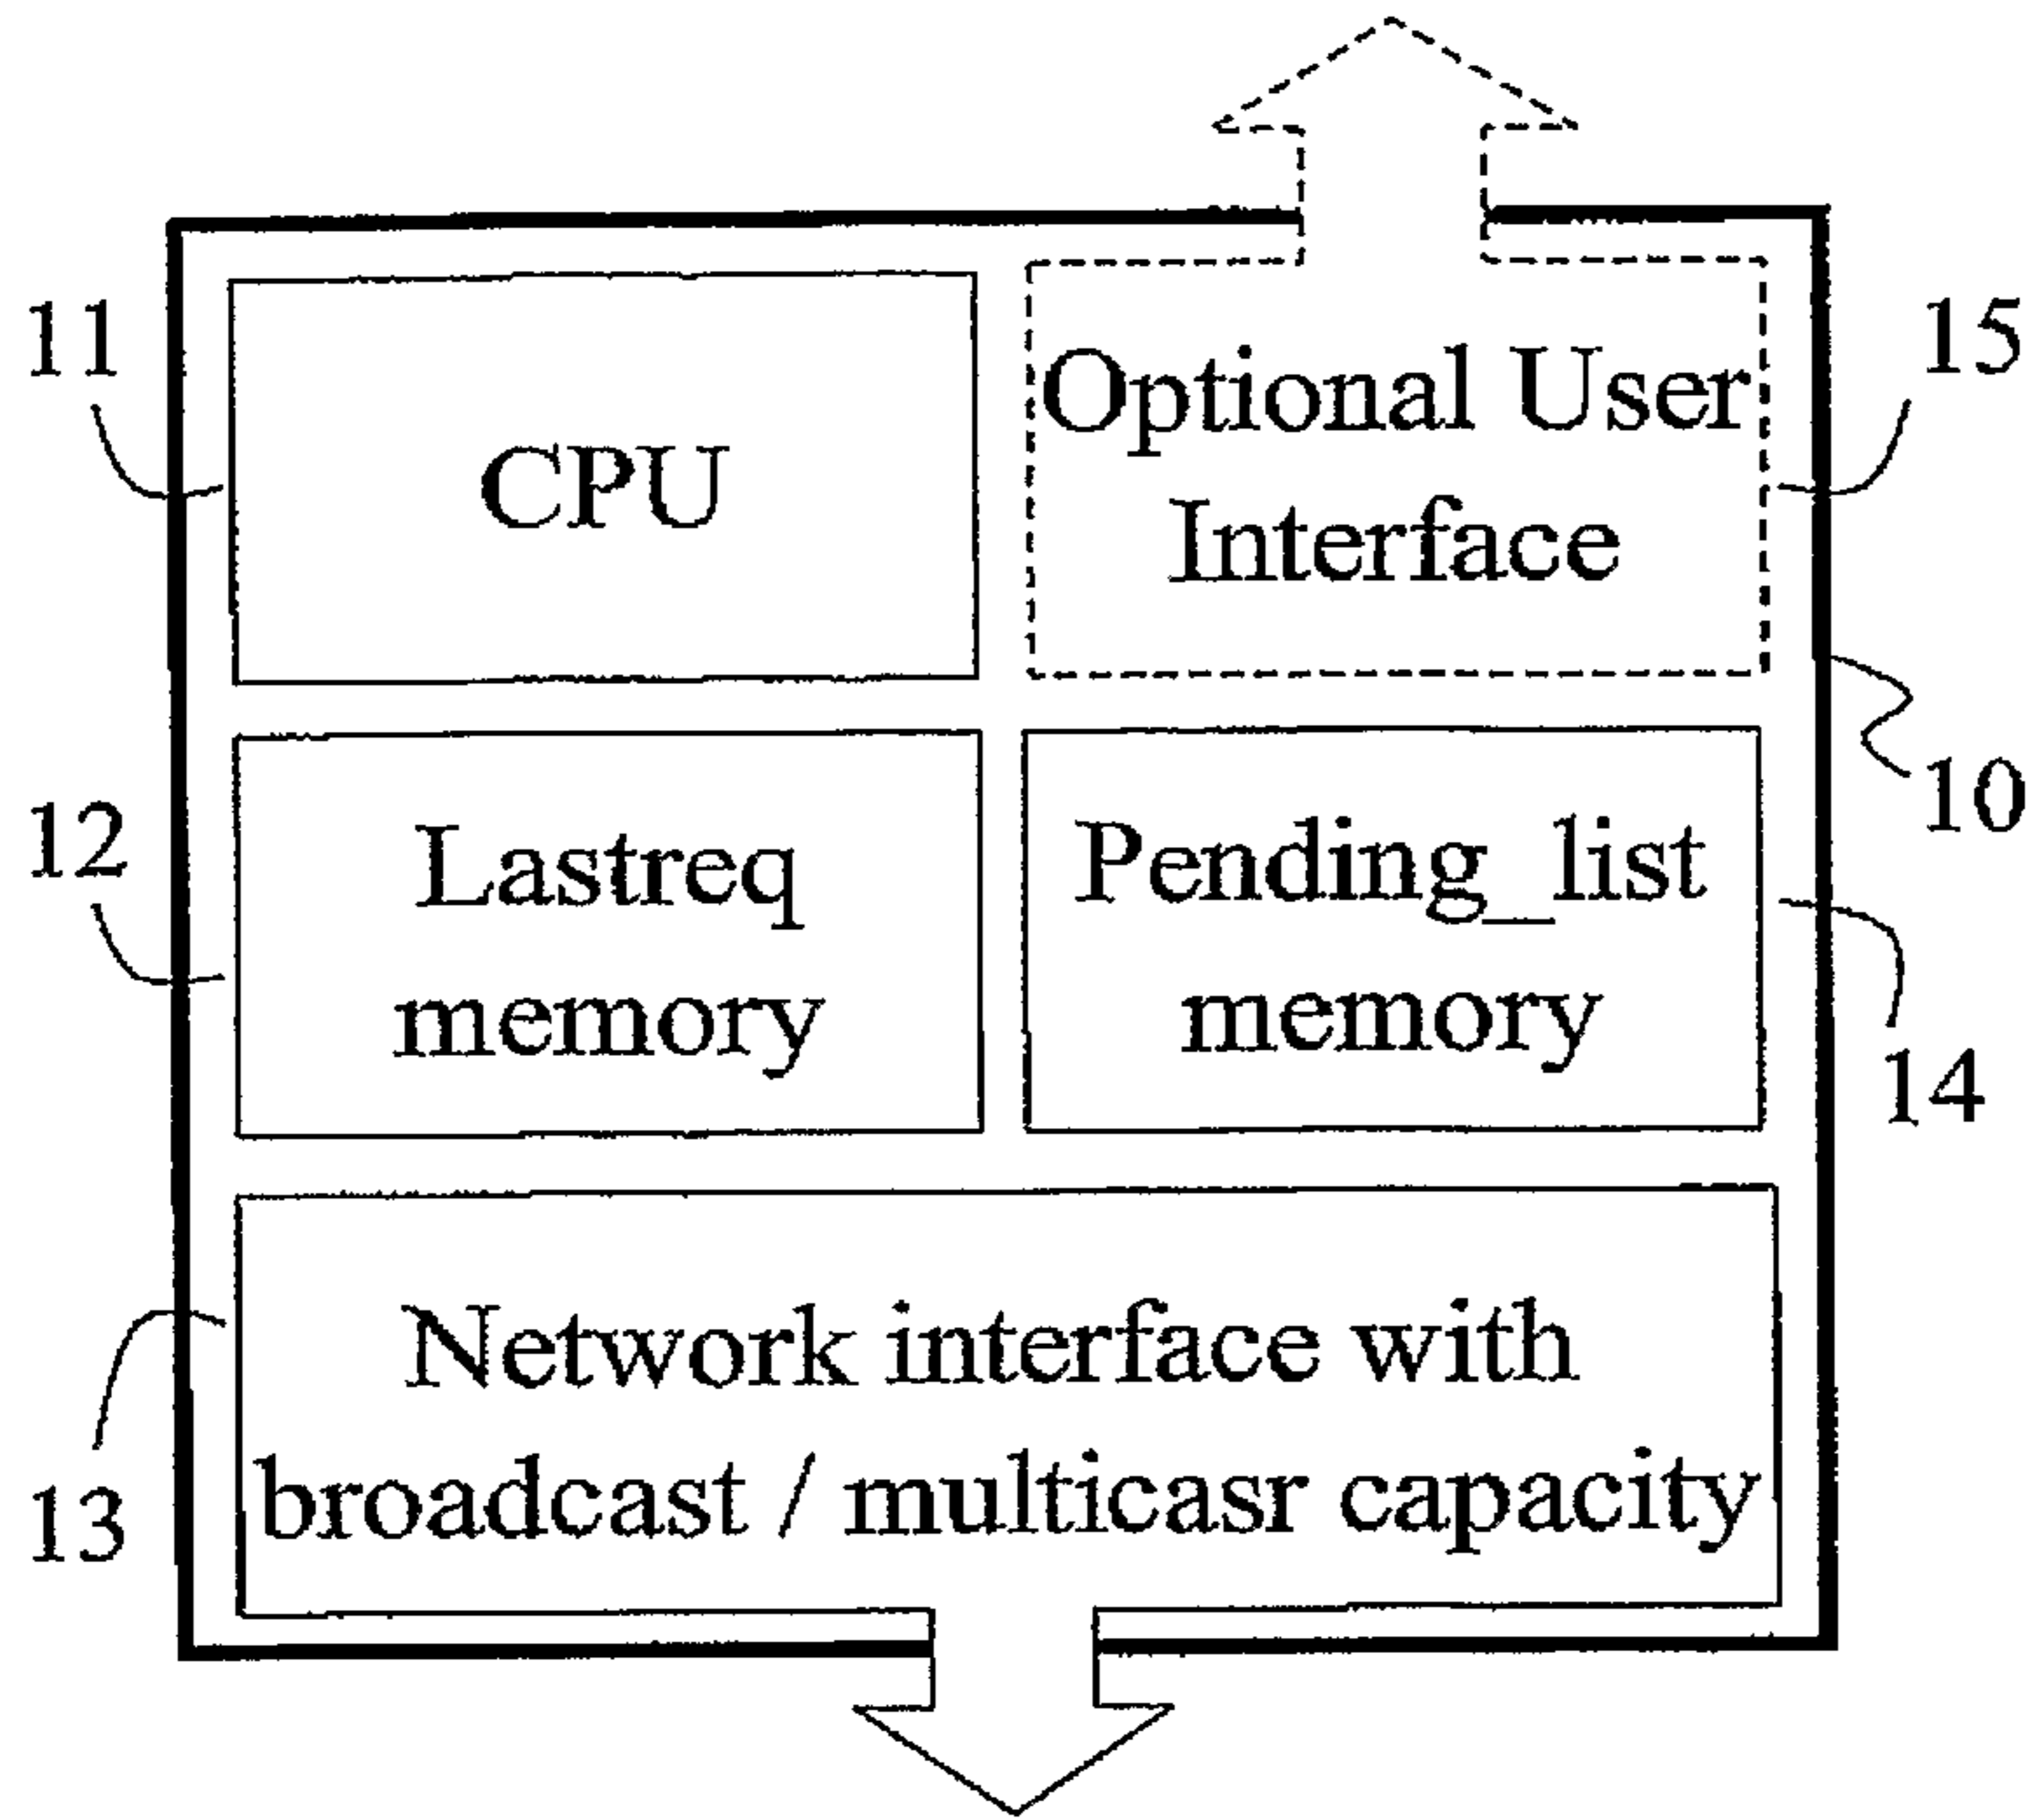 11
CPU
Optional User
Interface
15
10
12
Lastreq
memory
Pending_list
memory
14
13
Network interface with
broadcast / multicasr capacity